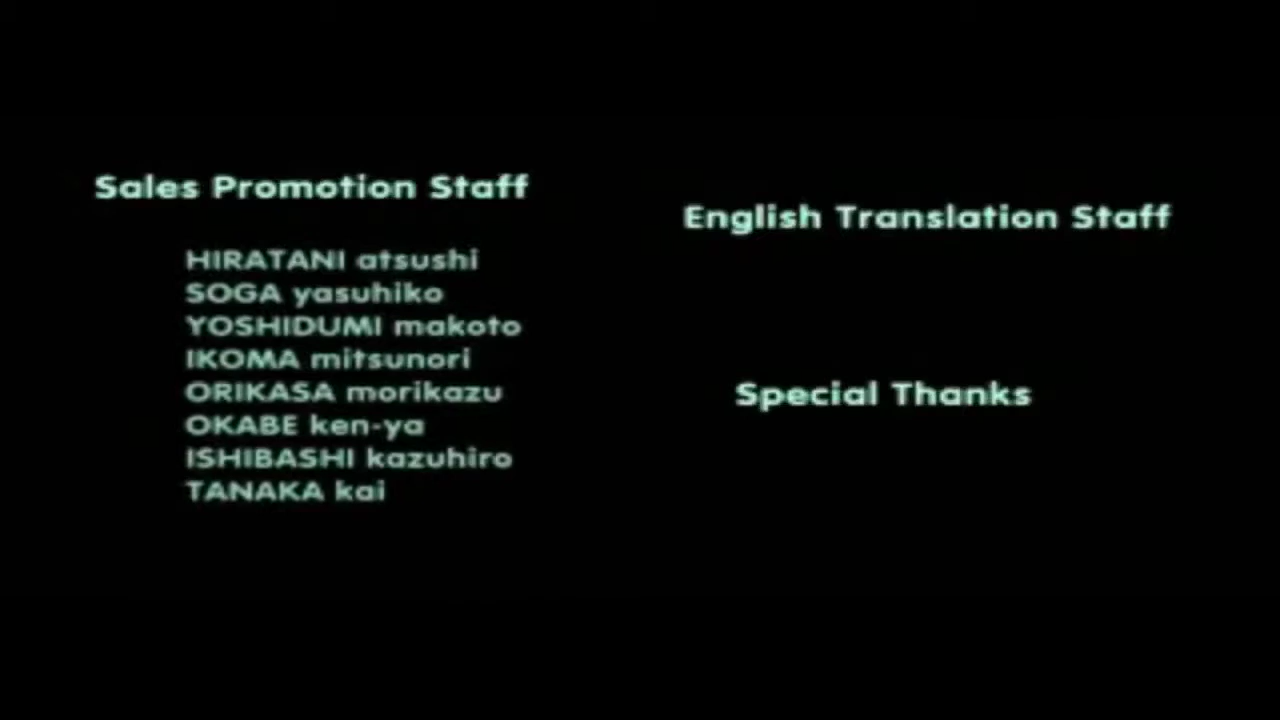 Sales Promotion Staff
HIRATANI atsushi
SOGA yasuhiko
YOSHIDUMI makoto
IKOMA mitsunori
ORIKASA morikazu
OKABE ken-ya
ISHIBASHI kazuhiro
TANAKA kai
English Translation Staff
Special Thanks